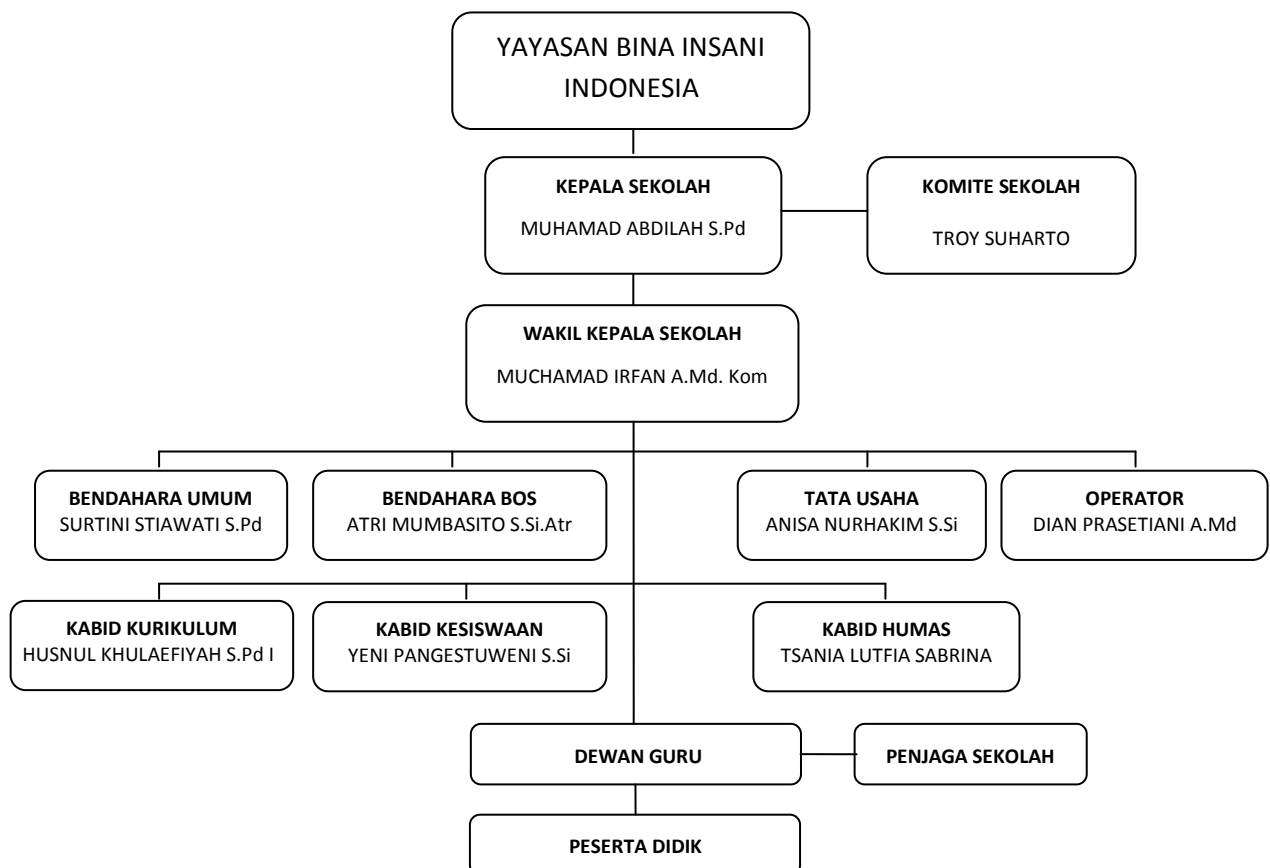 YAYASAN BINA INSANI
INDONESIA
KEPALA SEKOLAH
MUHAMAD ABDILAH S.Pd
KOMITE SEKOLAH
TROY SUHARTO
WAKIL KEPALA SEKOLAH
MUCHAMAD IRFAN A.Md. Kom
BENDAHARA UMUM
SURTINI STIAWATI S.Pd
BENDAHARA BOS
ATRI MUMBASITO S.Si.Atr
TATA USAHA
ANISA NURHAKIM S.Si
OPERATOR
DIAN PRASETIANI A.Md
KABID KURIKULUM
HUSNUL KHULAEFIYAH S.Pd I
KABID KESISWAAN
YENI PANGESTUWENI S.Si
KABID HUMAS
TSANIA LUTFIA SABRINA
DEWAN GURU
PENJAGA SEKOLAH
PESERTA DIDIK